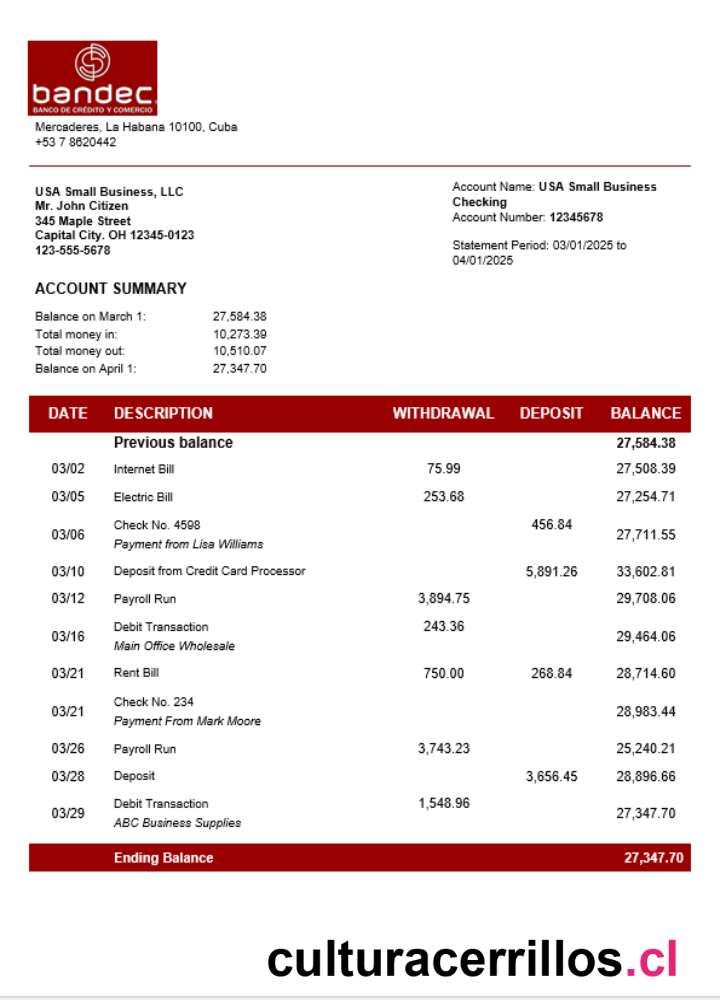 bandec
BANCO DE CRÉDITO Y COMERCIO
Mercaderes, La Habana 10100, Cuba
+53 7 8620442
USA Small Business, LLC
Mr. John Citizen
345 Maple Street
Capital City. OH 12345-0123
123-555-5678
Account Name: USA Small Business
Checking
Account Number: 12345678
Statement Period: 03/01/2025 to
04/01/2025
ACCOUNT SUMMARY
Balance on March 1: 27,584.38
Total money in: 10,273.39
Total money out: 10,510.07
Balance on April 1: 27,347.70
DATE DESCRIPTION WITHDRAWAL DEPOSIT BALANCE
Previous balance 27,584.38
03/02 Internet Bill 75.99 27,508.39
03/05 Electric Bill 253.68 27,254.71
03/06 Check No. 4598 456.84 27,711.55
Payment from Lisa Williams
03/10 Deposit from Credit Card Processor 5,891.26 33,602.81
03/12 Payroll Run 3,894.75 29,708.06
03/16 Debit Transaction 243.36 29,464.06
Main Office Wholesale
03/21 Rent Bill 750.00 268.84 28,714.60
03/21 Check No. 234 28,983.44
Payment From Mark Moore
03/26 Payroll Run 3,743.23 25,240.21
03/28 Deposit 3,656.45 28,896.66
03/29 Debit Transaction 1,548.96 27,347.70
ABC Business Supplies
Ending Balance 27,347.70
culturacerrillos.cl